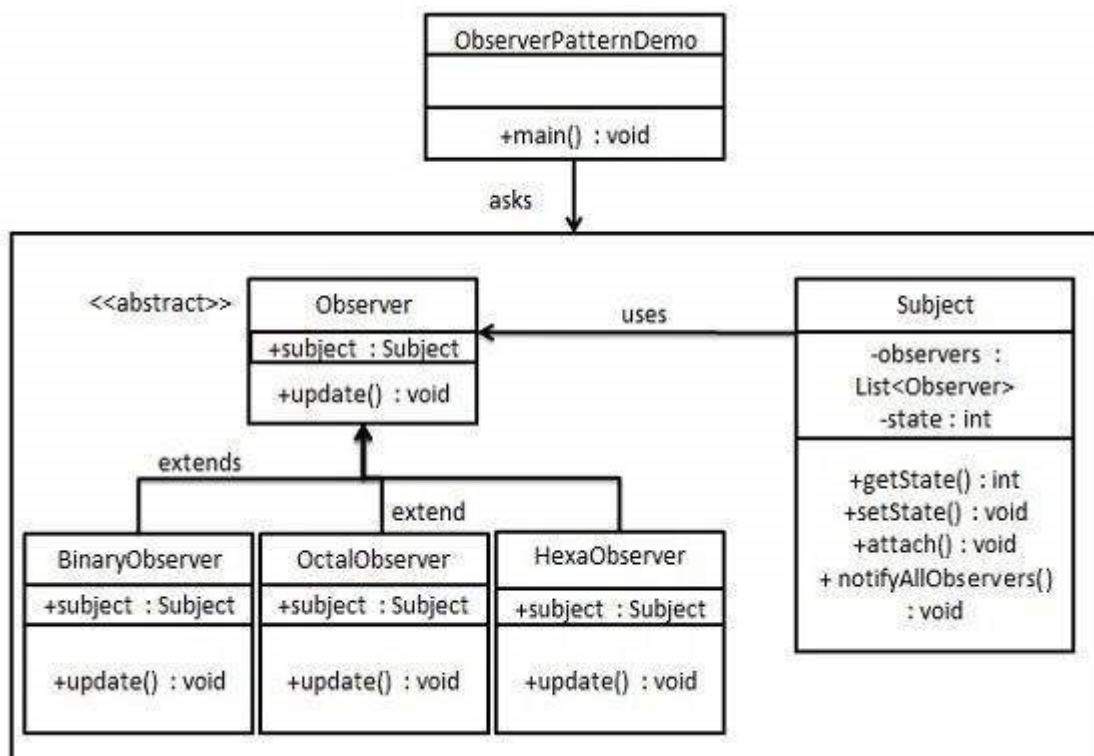 ObserverPatternDemo
+main() : void
asks
<<abstract>>
Observer
+subject : Subject
+update() : void
uses
Subject
-observers :
List<Observer>
-state : int
+getState() : int
+setState() : void
+attach() : void
+ notifyAllObservers()
: void
extends
extend
BinaryObserver
+subject : Subject
+update() : void
OctalObserver
+subject : Subject
+update() : void
HexaObserver
+subject : Subject
+update() : void